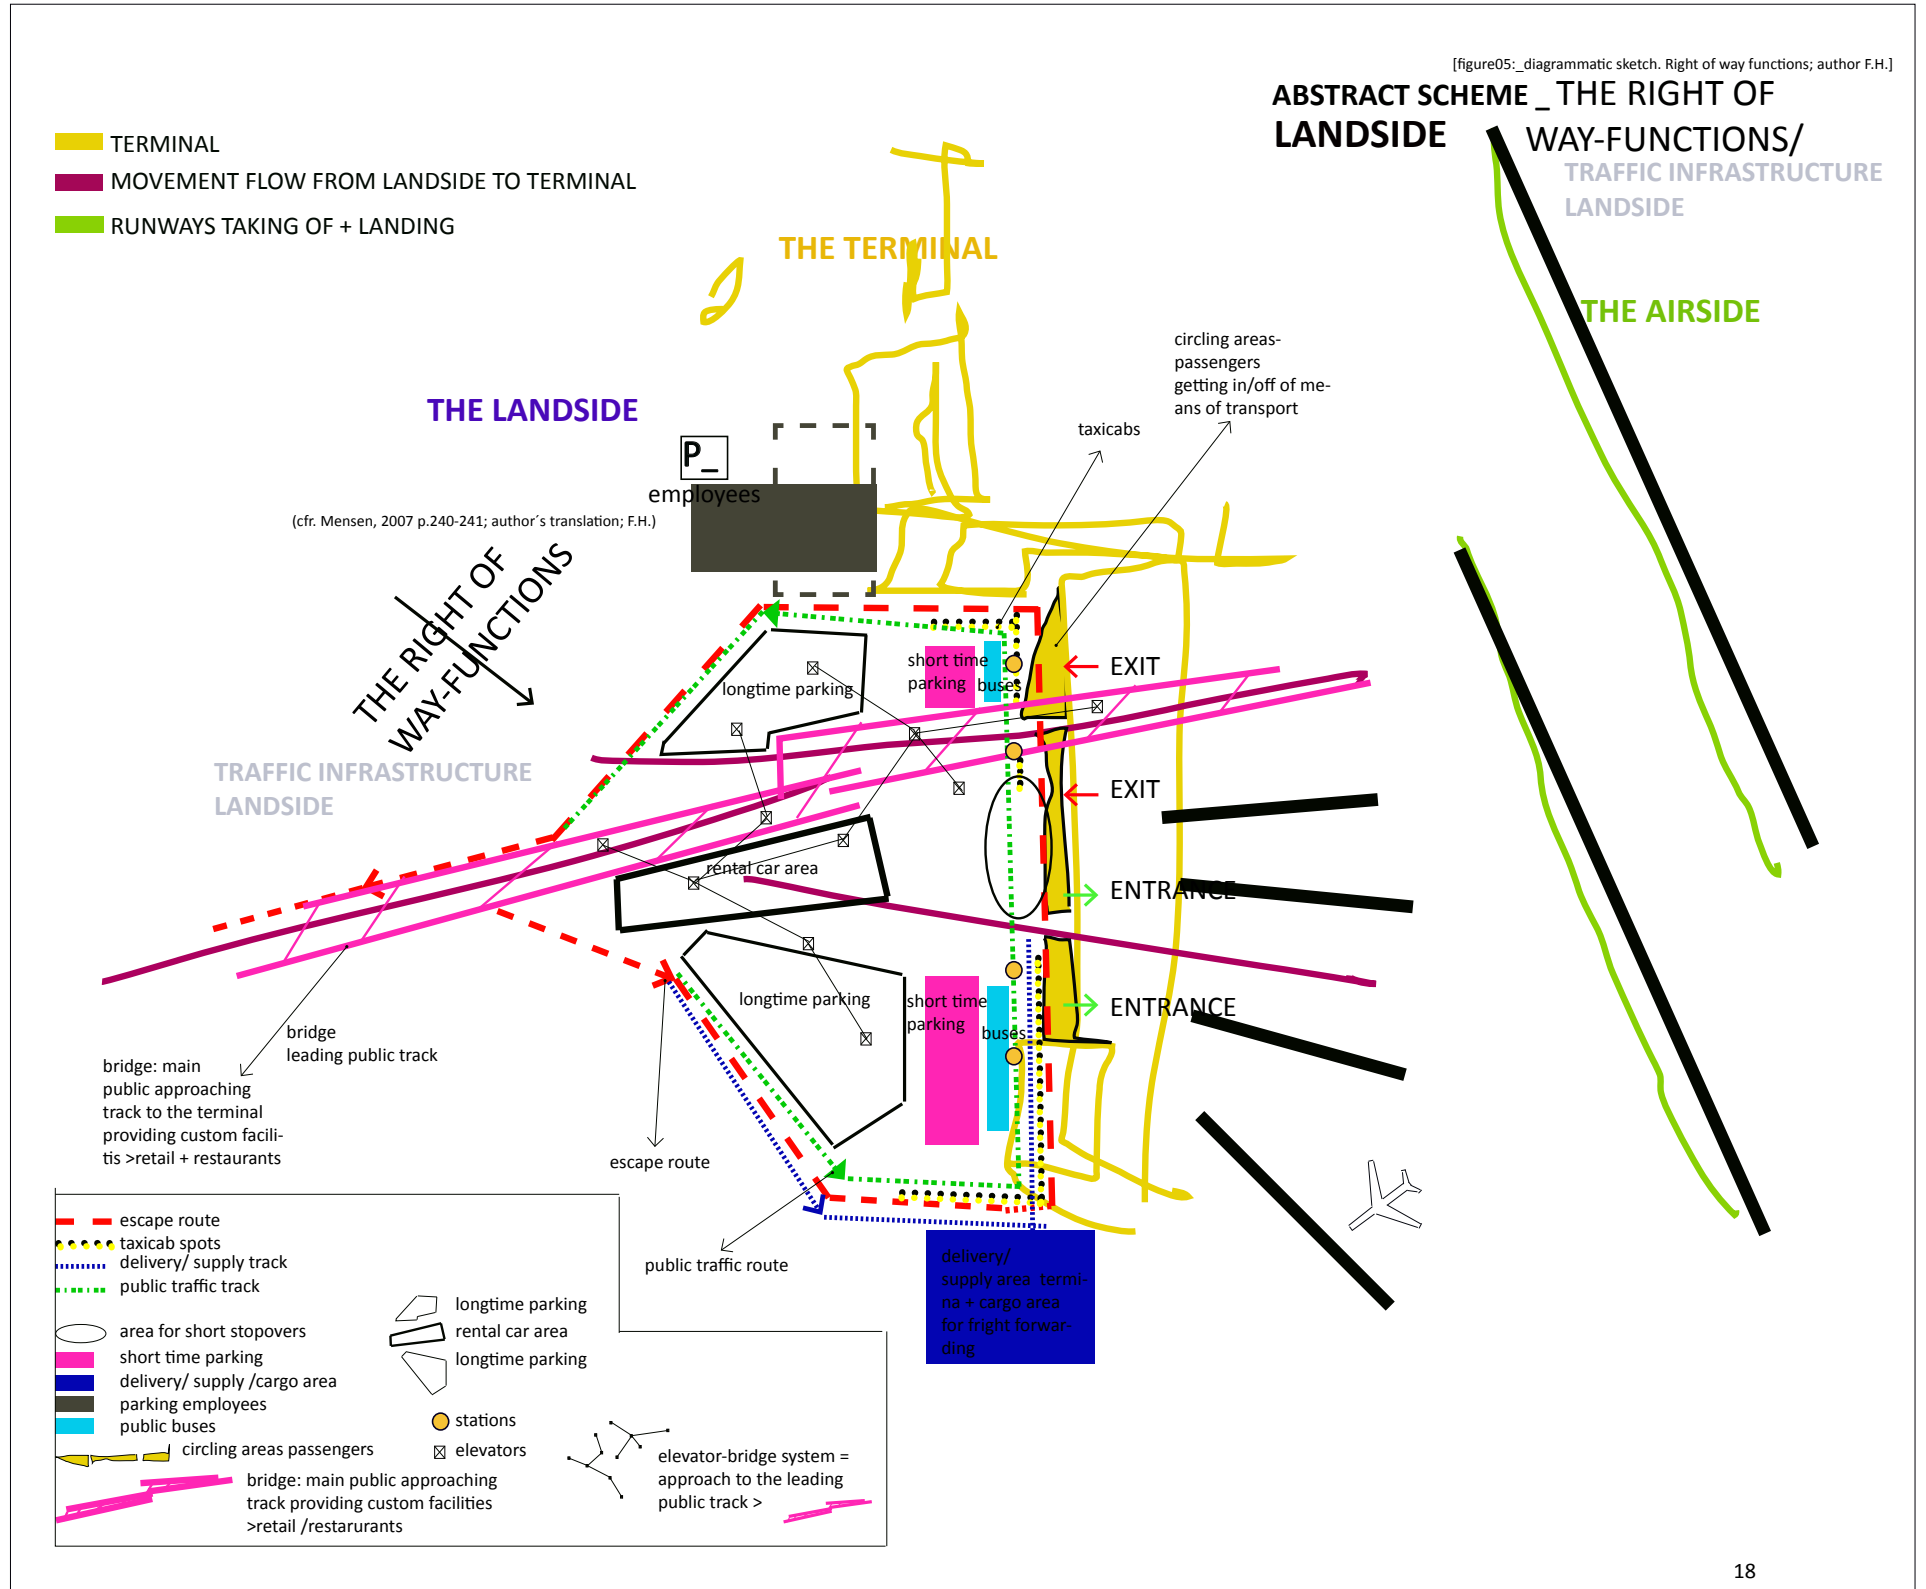 [figure05:_diagrammatic sketch. Right of way functions; author F.H.]
ABSTRACT SCHEME _ THE RIGHT OF
LANDSIDE WAY-FUNCTIONS/
TRAFFIC INFRASTRUCTURE
LANDSIDE
TERMINAL
MOVEMENT FLOW FROM LANDSIDE TO TERMINAL
RUNWAYS TAKING OF + LANDING
THE TERMINAL
THE AIRSIDE
circling areas-
passengers
getting in/off of me-
ans of transport
THE LANDSIDE
taxicabs
P_
employees
(cfr. Mensen, 2007 p.240-241; author´s translation; F.H.)
THE RIGHT OF
WAY-FUNCTIONS
TRAFFIC INFRASTRUCTURE
LANDSIDE
longtime parking
short time
parking
buses
EXIT
EXIT
rental car area
ENTRANCE
longtime parking
short time
parking
buses
ENTRANCE
bridge
leading public track
bridge: main
public approaching
track to the terminal
providing custom facili-
tis >retail + restaurants
escape route
public traffic route
delivery/
supply area termi-
na + cargo area
for fright forwar-
ding
escape route
taxicab spots
delivery/ supply track
public traffic track
area for short stopovers
short time parking
delivery/ supply /cargo area
parking employees
public buses
circling areas passengers
bridge: main public approaching
track providing custom facilities
>retail /restarurants
longtime parking
rental car area
longtime parking
stations
elevators
elevator-bridge system =
approach to the leading
public track >
18